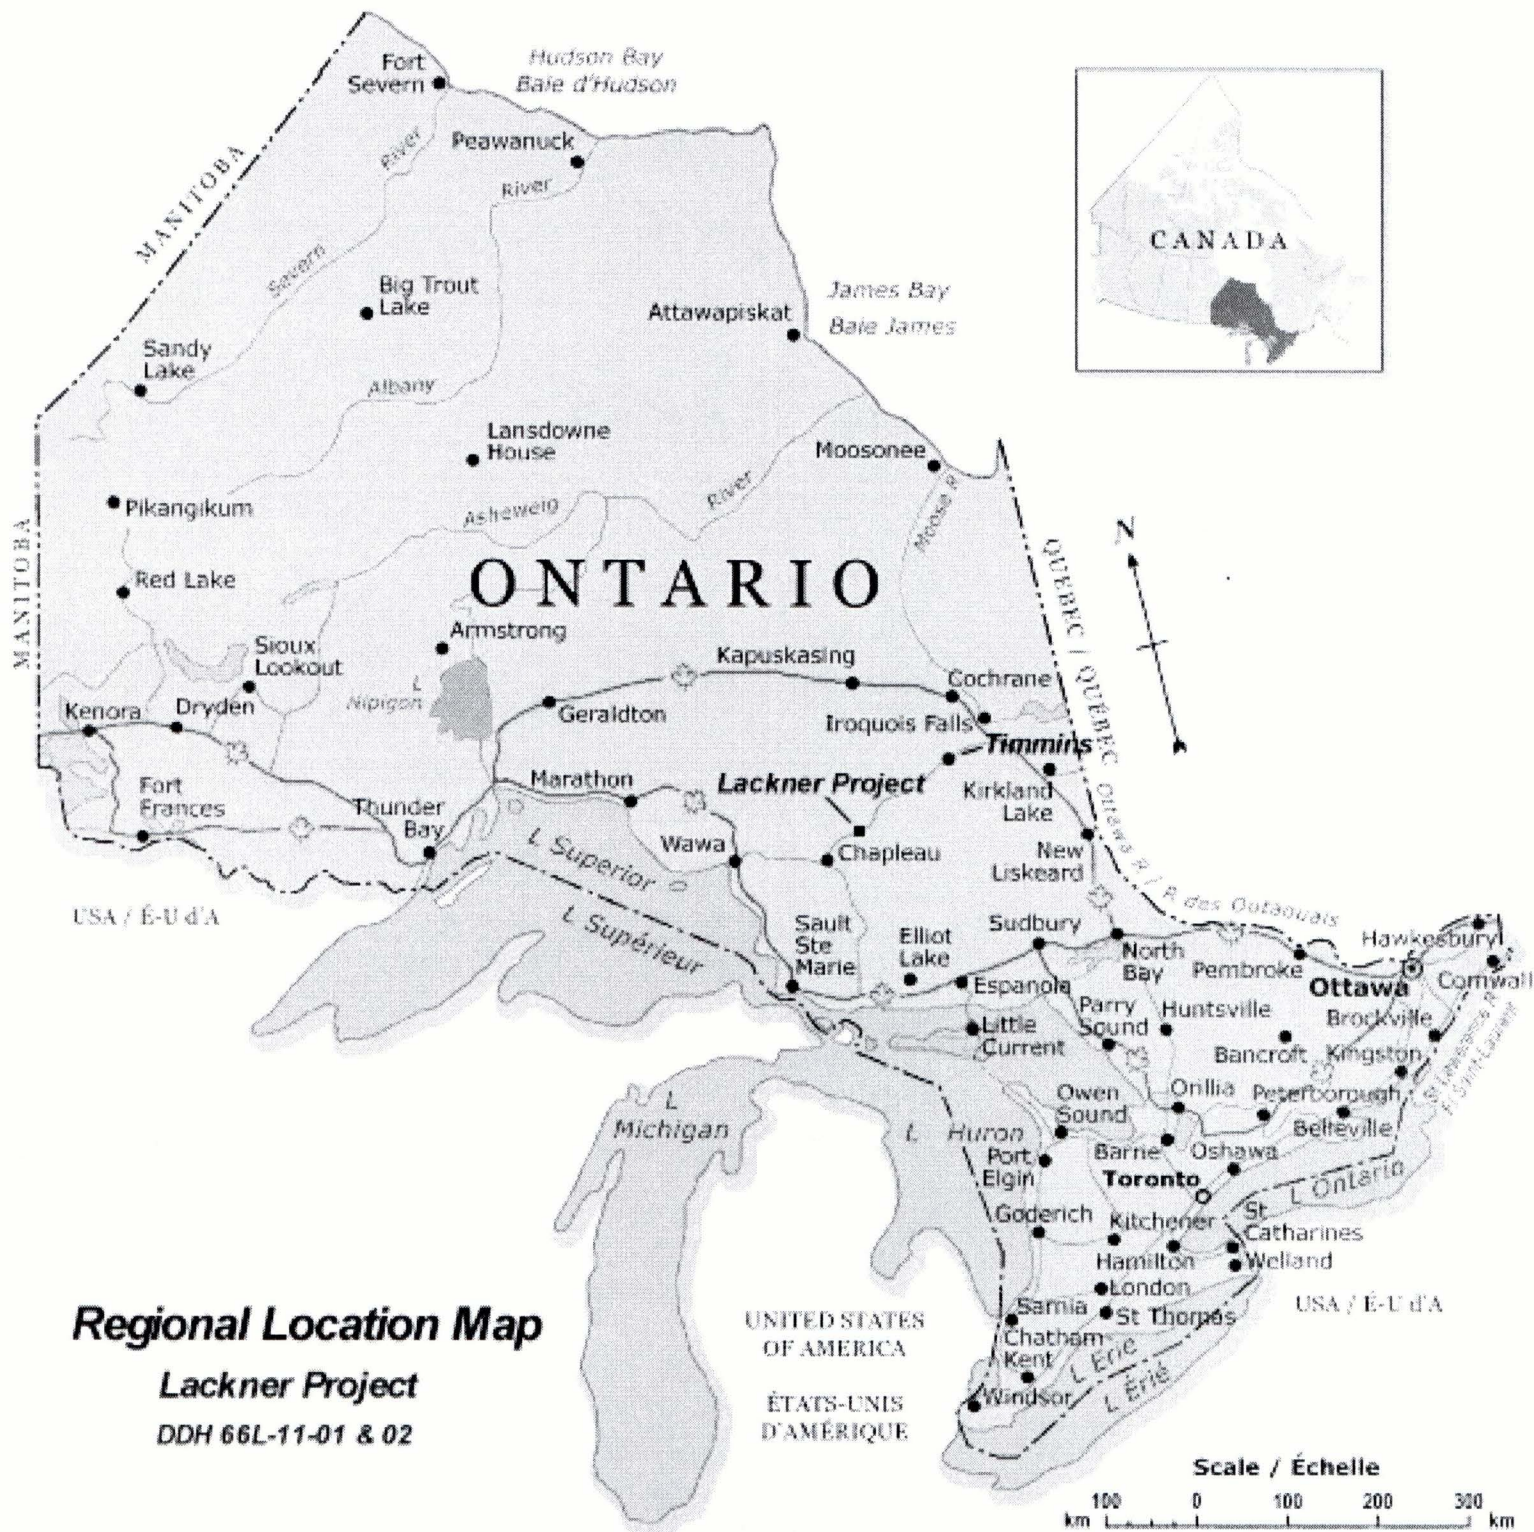 Hudson Bay
Baie d'Hudson
Fort
Severn
Peawanuck
River
River
MANITOBA
CANADA
Severn
Big Trout
Lake
James Bay
Baie James
Attawapiskat
Sandy
Lake
Albany
Lansdowne
House
Moosonee
River
Moose R
Pikangikum
Asheweig
N
MANITOBA
ONTARIO
QUEBEC / QUÉBEC
Red Lake
Armstrong
Sioux
Lookout
Kapuskasing
Cochrane
L
Nipigon
Kenora
Dryden
Geraldton
Iroquois Falls
Timmins
Marathon
Lackner Project
Kirkland
Lake
Fort
Frances
Thunder
Bay
Wawa
Chapleau
New
Liskeard
Ottawa R / R des Outaouais
L Superior
L Supérieur
USA / É-U d'A
Sault
Ste
Marie
Elliot
Lake
Sudbury
North
Bay
Pembroke
Hawkesbury
Ottawa
Cornwall
Espanola
Parry
Sound
Huntsville
Brockville
Little
Current
Bancroft
Kingston
St Lawrence R
Fl Saint-Laurent
Owen
Sound
Orillia
Peterborough
L
Michigan
L Huron
Belleville
Port
Elgin
Barrie
Oshawa
Toronto
L Ontario
Goderich
Kitchener
St
Catharines
Hamilton
Welland
London
Sarnia
St Thomas
USA / É-U d'A
UNITED STATES
OF AMERICA
Chatham-
Kent
L Erie
L Érié
Windsor
ÉTATS-UNIS
D'AMÉRIQUE
Regional Location Map
Lackner Project
DDH 66L-11-01 & 02
Scale / Échelle
100 0 100 200 300
km km